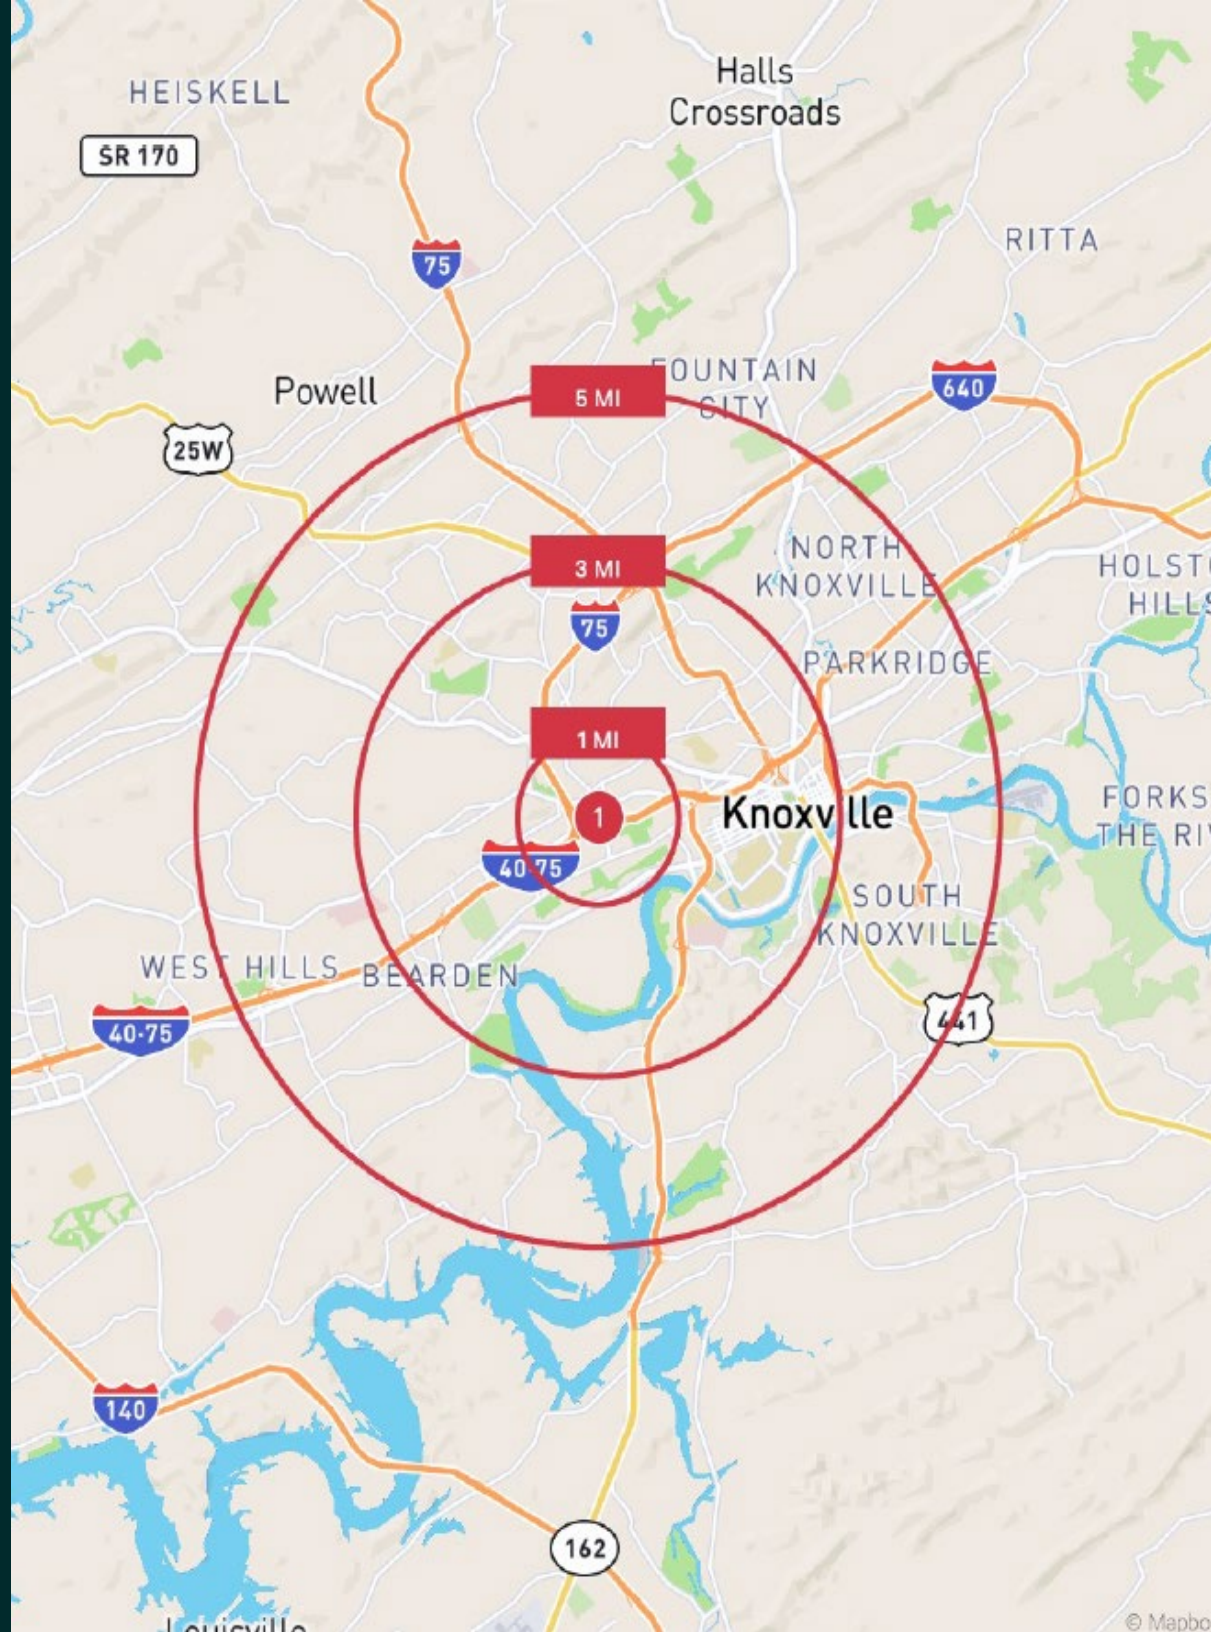 HEISKELL
Halls
Crossroads
SR 170
RITTA
75
FOUNTAIN
CITY
640
Powell
5 MI
25W
NORTH
KNOXVILLE
3 MI
HOLST
HILLS
75
PARKRIDGE
1 MI
1
Knoxville
FORKS
THE RI
40-75
SOUTH
KNOXVILLE
WEST HILLS
BEARDEN
40-75
441
140
162
Louisville
© Mapbo